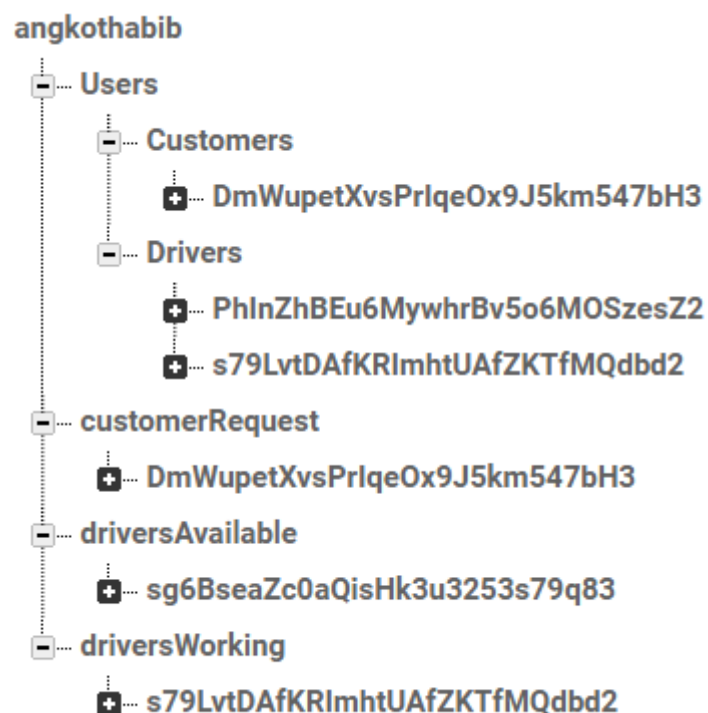 angkothabib
Users
Customers
DmWupetXvsPrIqeOx9J5km547bH3
Drivers
PhInZhBEu6MywhrBv5o6MOSzesZ2
s79LvtDAfKRImhtUAfZKTfMQdbd2
customerRequest
DmWupetXvsPrIqeOx9J5km547bH3
driversAvailable
sg6BseaZc0aQisHk3u3253s79q83
driversWorking
s79LvtDAfKRImhtUAfZKTfMQdbd2